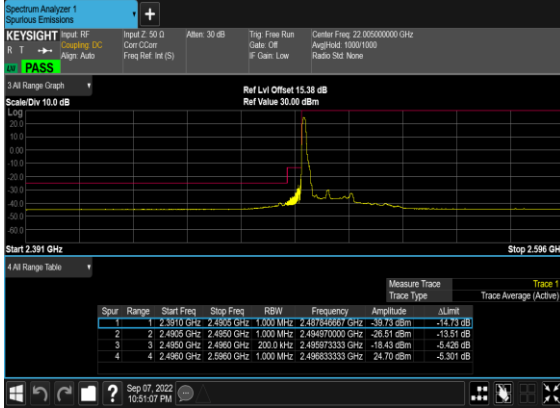 Spectrum Analyzer 1
Spurious Emissions
+
KEYSIGHT Input: RF Input Z: 50 Ω Atten: 30 dB Trig: Free Run Center Freq: 22.005000000 GHz
R T Coupling: DC Corr CCorr Gate: Off Avg|Hold: 1000/1000
Align: Auto Freq Ref: Int (S) IF Gain: Low Radio Std: None
PASS
3 All Range Graph
Ref Lvl Offset 15.38 dB
Scale/Div 10.0 dB Ref Value 30.00 dBm
Log
20.0
10.0
0.00
-10.0
-20.0
-30.0
-40.0
-50.0
-60.0
Start 2.391 GHz Stop 2.596 GH
4 All Range Table
Measure Trace Trace 1
Trace Type Trace Average (Active)
Spur Range Start Freq Stop Freq RBW Frequency Amplitude ΔLimit
1 1 2.3910 GHz 2.4905 GHz 1.000 MHz 2.487846667 GHz -39.73 dBm -14.73 dB
2 2 2.4905 GHz 2.4950 GHz 1.000 MHz 2.494970000 GHz -26.51 dBm -13.51 dB
3 3 2.4950 GHz 2.4960 GHz 200.0 kHz 2.495973333 GHz -18.43 dBm -5.426 dB
4 4 2.4960 GHz 2.5960 GHz 1.000 MHz 2.496833333 GHz 24.70 dBm -5.301 dB
?
Sep 07, 2022
10:51:07 PM